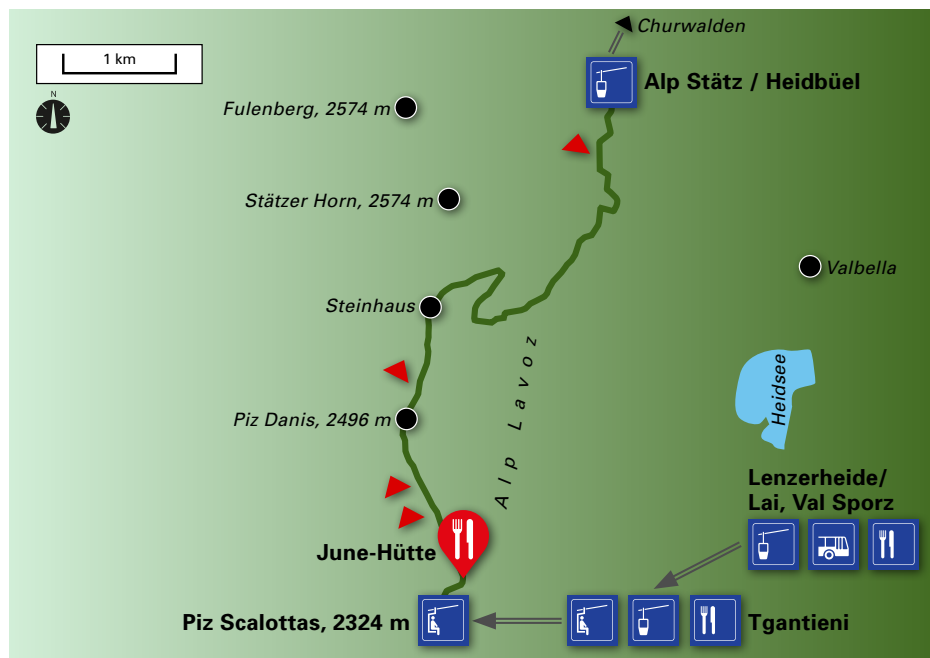 Churwalden
1 km
Alp Stätz / Heidbüel
N
Fulenberg, 2574 m
Stätzer Horn, 2574 m
Valbella
Steinhaus
Alp Lavoz
Heidsee
Piz Danis, 2496 m
Lenzerheide/
Lai, Val Sporz
June-Hütte
Piz Scalottas, 2324 m
Tgantieni